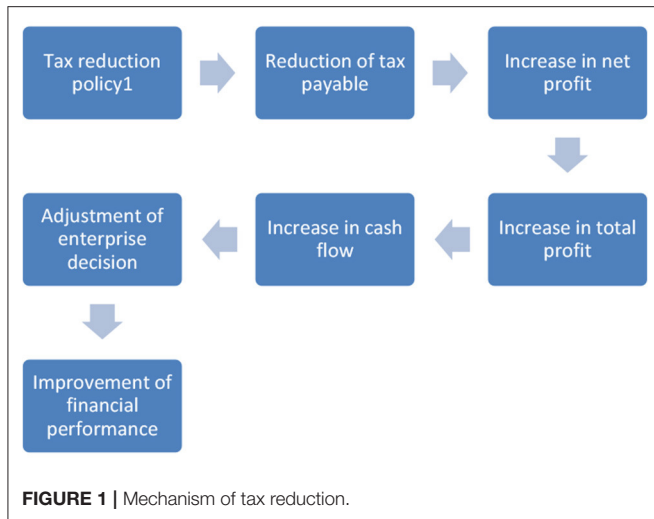 Tax reduction
policy1
Reduction of tax
payable
Increase in net
profit
Increase in total
profit
Increase in cash
flow
Adjustment of
enterprise
decision
Improvement of
financial
performance
FIGURE 1 | Mechanism of tax reduction.